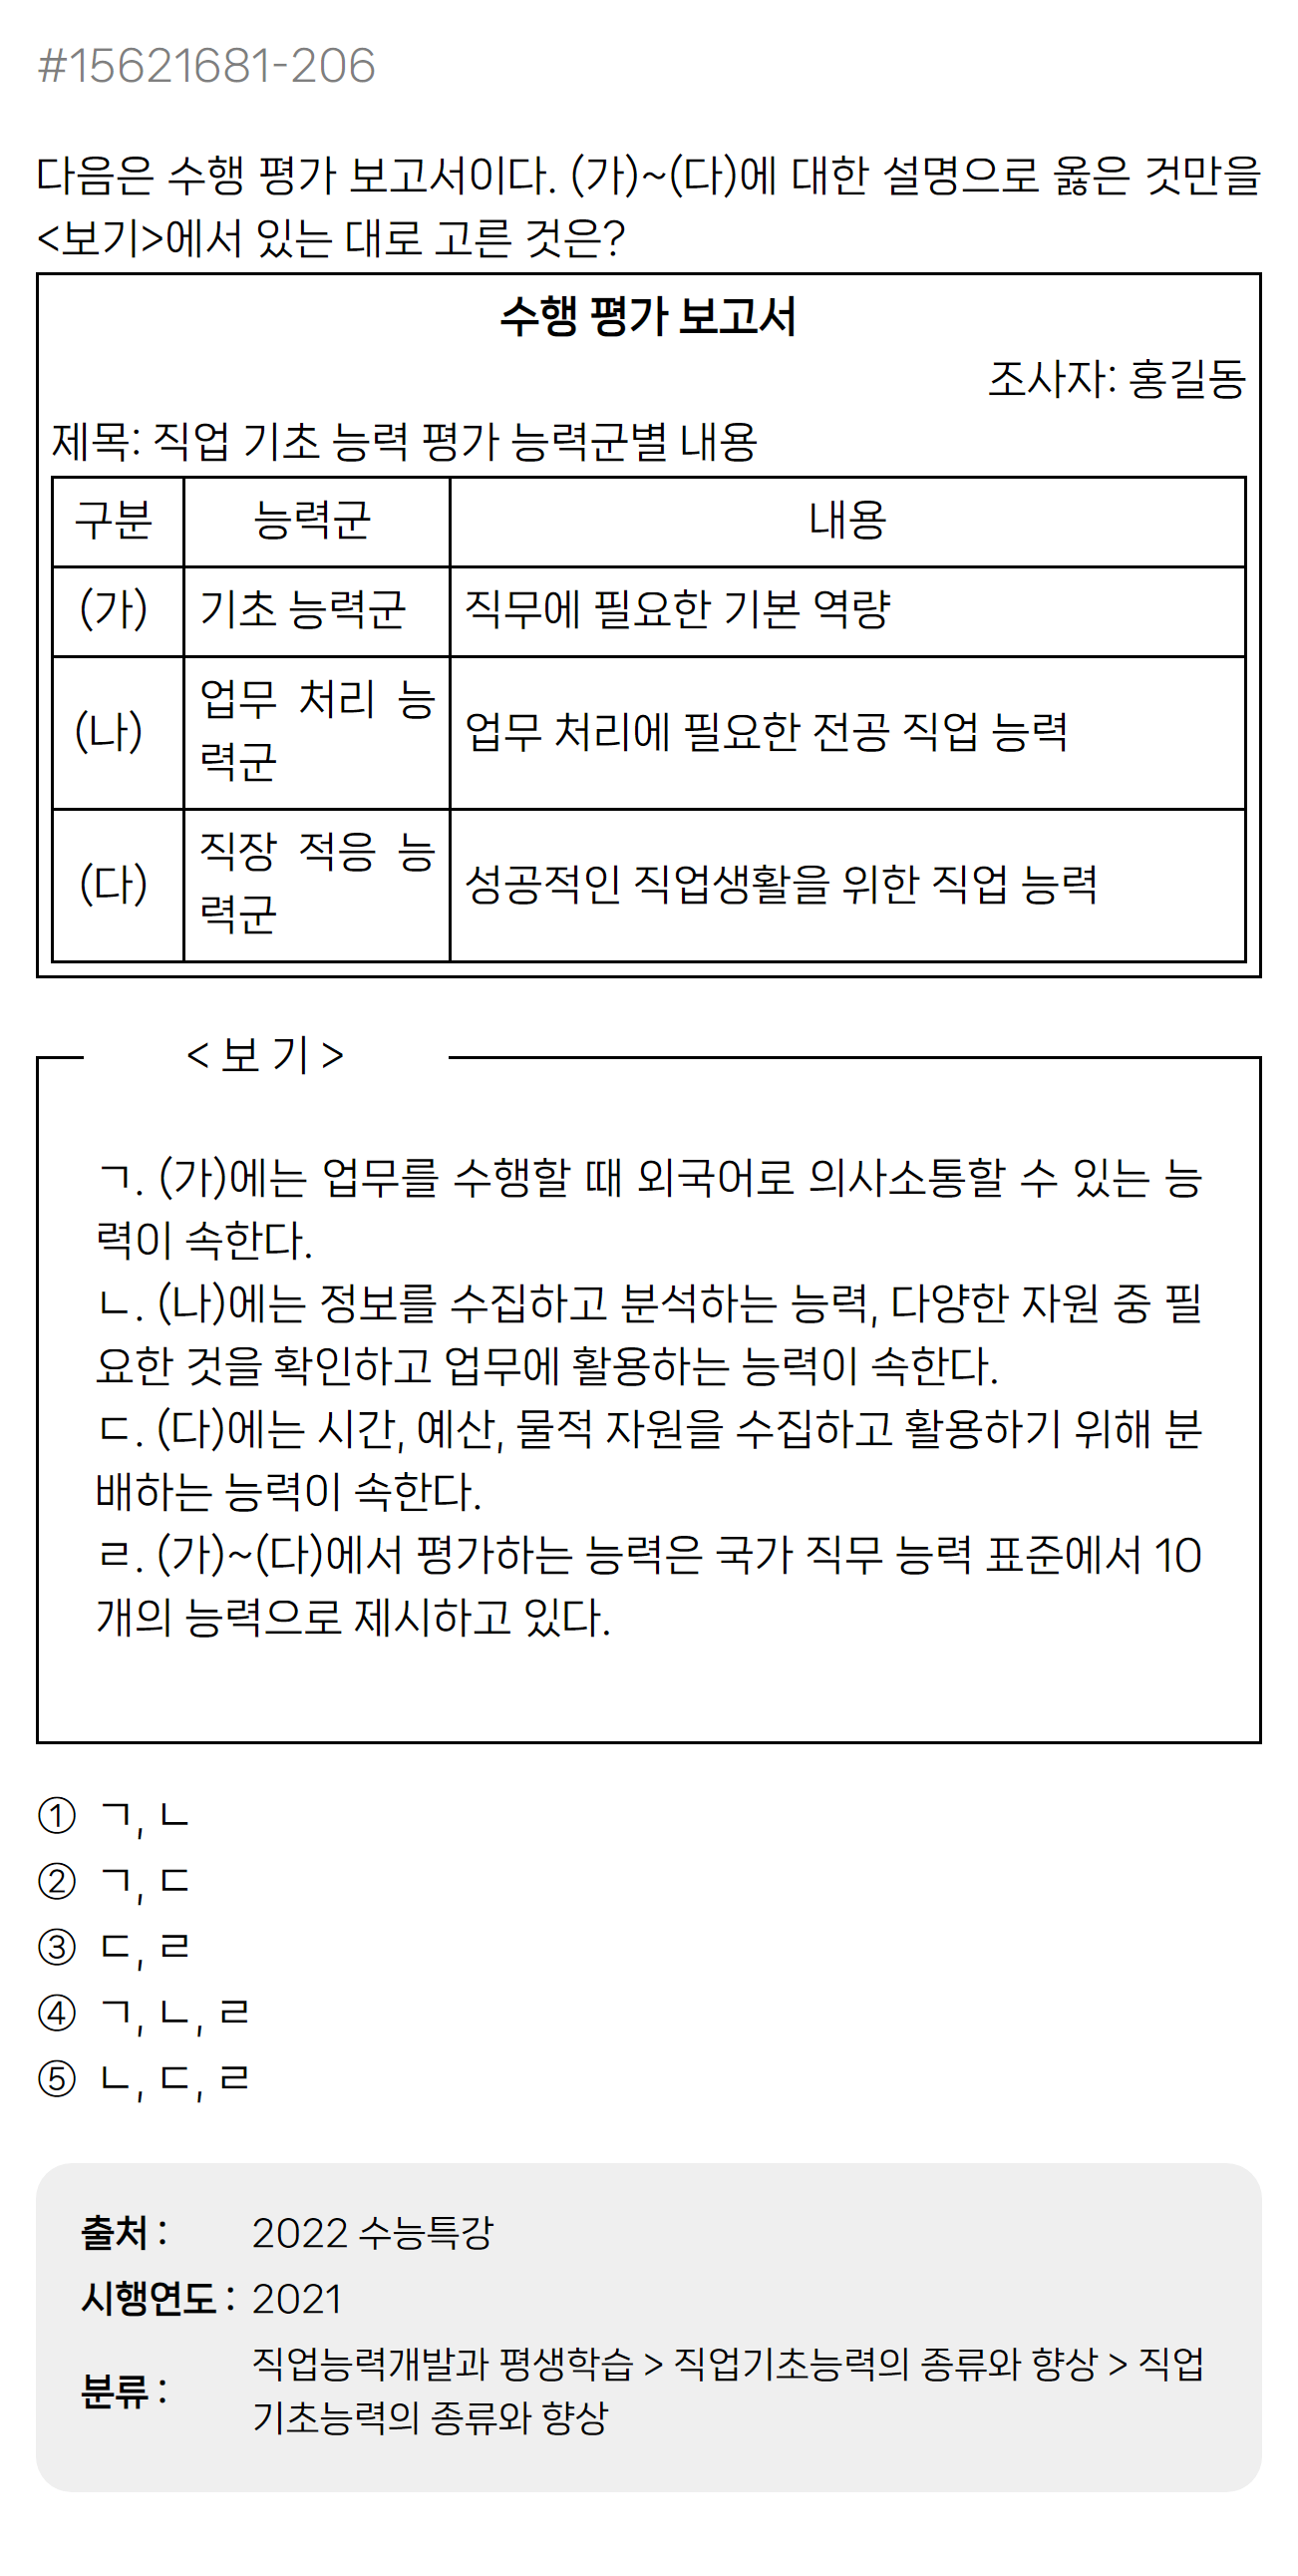 #15621681-206
다음은 수행 평가 보고서이다. (가)~(다)에 대한 설명으로 옳은 것만을
<보기>에서 있는 대로 고른 것은?
수행 평가 보고서
조사자: 홍길동
제목: 직업 기초 능력 평가 능력군별 내용
구분 능력군 내용
(가) 기초 능력군 직무에 필요한 기본 역량
(나) 업무 처리 능
력군 업무 처리에 필요한 전공 직업 능력
(다) 직장 적응 능
력군 성공적인 직업생활을 위한 직업 능력
< 보 기 >
ㄱ. (가)에는 업무를 수행할 때 외국어로 의사소통할 수 있는 능
력이 속한다.
ㄴ. (나)에는 정보를 수집하고 분석하는 능력, 다양한 자원 중 필
요한 것을 확인하고 업무에 활용하는 능력이 속한다.
ㄷ. (다)에는 시간, 예산, 물적 자원을 수집하고 활용하기 위해 분
배하는 능력이 속한다.
ㄹ. (가)~(다)에서 평가하는 능력은 국가 직무 능력 표준에서 10
개의 능력으로 제시하고 있다.
① ㄱ, ㄴ
② ㄱ, ㄷ
③ ㄷ, ㄹ
④ ㄱ, ㄴ, ㄹ
⑤ ㄴ, ㄷ, ㄹ
출처 : 2022 수능특강
시행연도 : 2021
분류 : 직업능력개발과 평생학습 > 직업기초능력의 종류와 향상 > 직업
기초능력의 종류와 향상